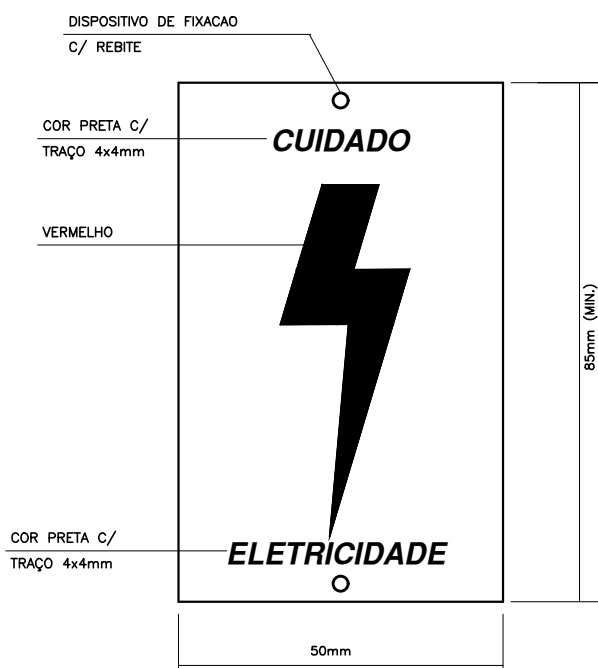 DISPOSITIVO DE FIXACAO
C/ REBITE
COR PRETA C/
TRAÇO 4x4mm
CUIDADO
VERMELHO
85mm (MIN.)
COR PRETA C/
TRAÇO 4x4mm
ELETRICIDADE
50mm